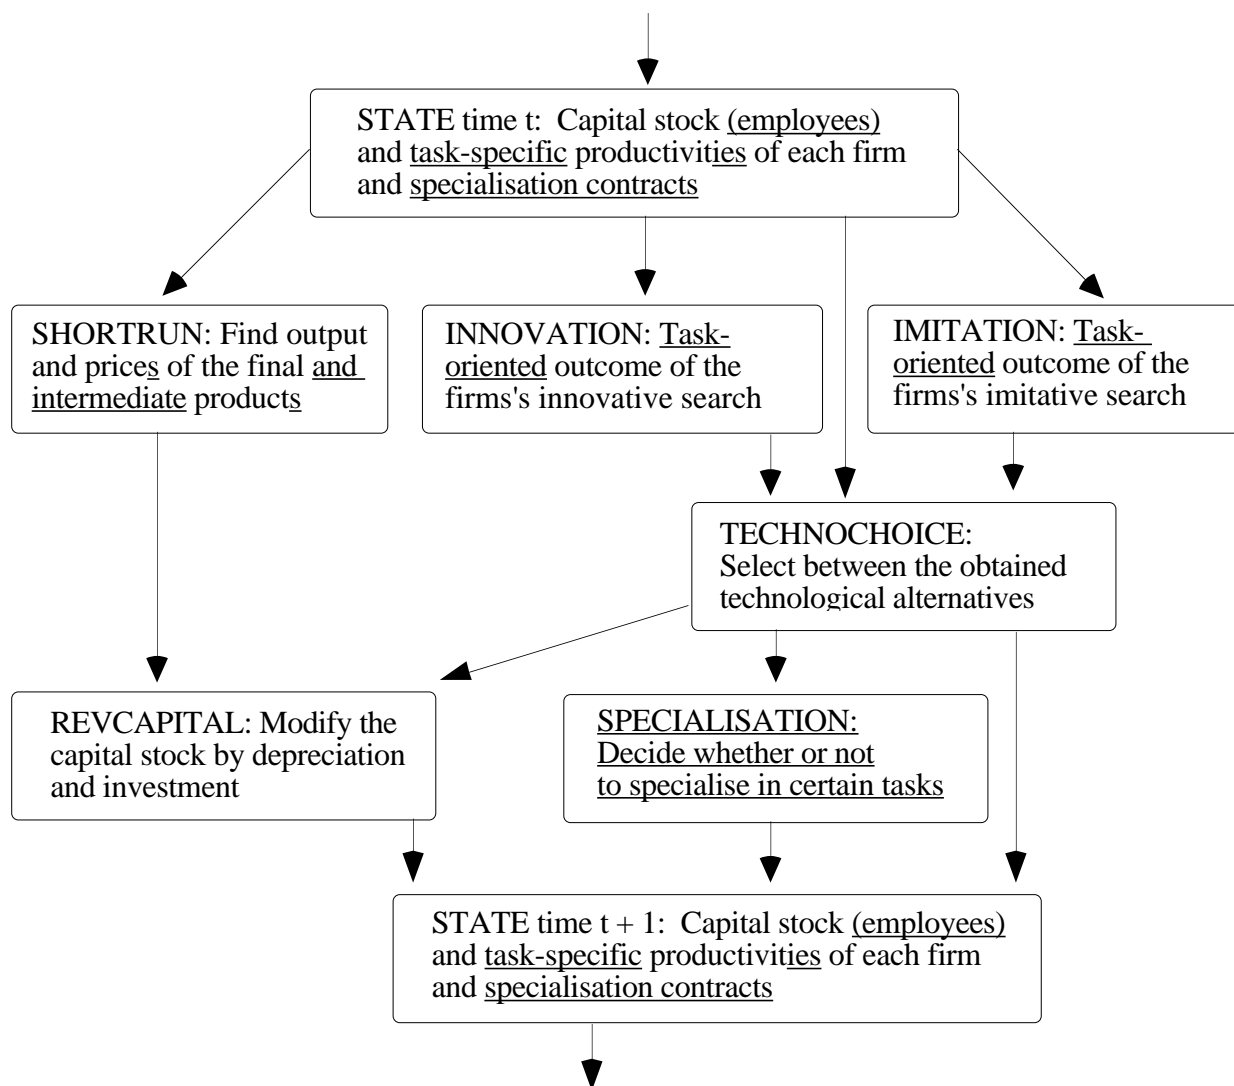 STATE time t:  Capital stock (employees)
and task-specific productivities of each firm
and specialisation contracts
SHORTRUN: Find output
and prices of the final and
intermediate products
INNOVATION: Task-
oriented outcome of the
firms's innovative search
IMITATION: Task-
oriented outcome of the
firms's imitative search
TECHNOCHOICE:
Select between the obtained
technological alternatives
REVCAPITAL: Modify the
capital stock by depreciation
and investment
SPECIALISATION:
Decide whether or not
to specialise in certain tasks
STATE time t + 1:  Capital stock (employees)
and task-specific productivities of each firm
and specialisation contracts